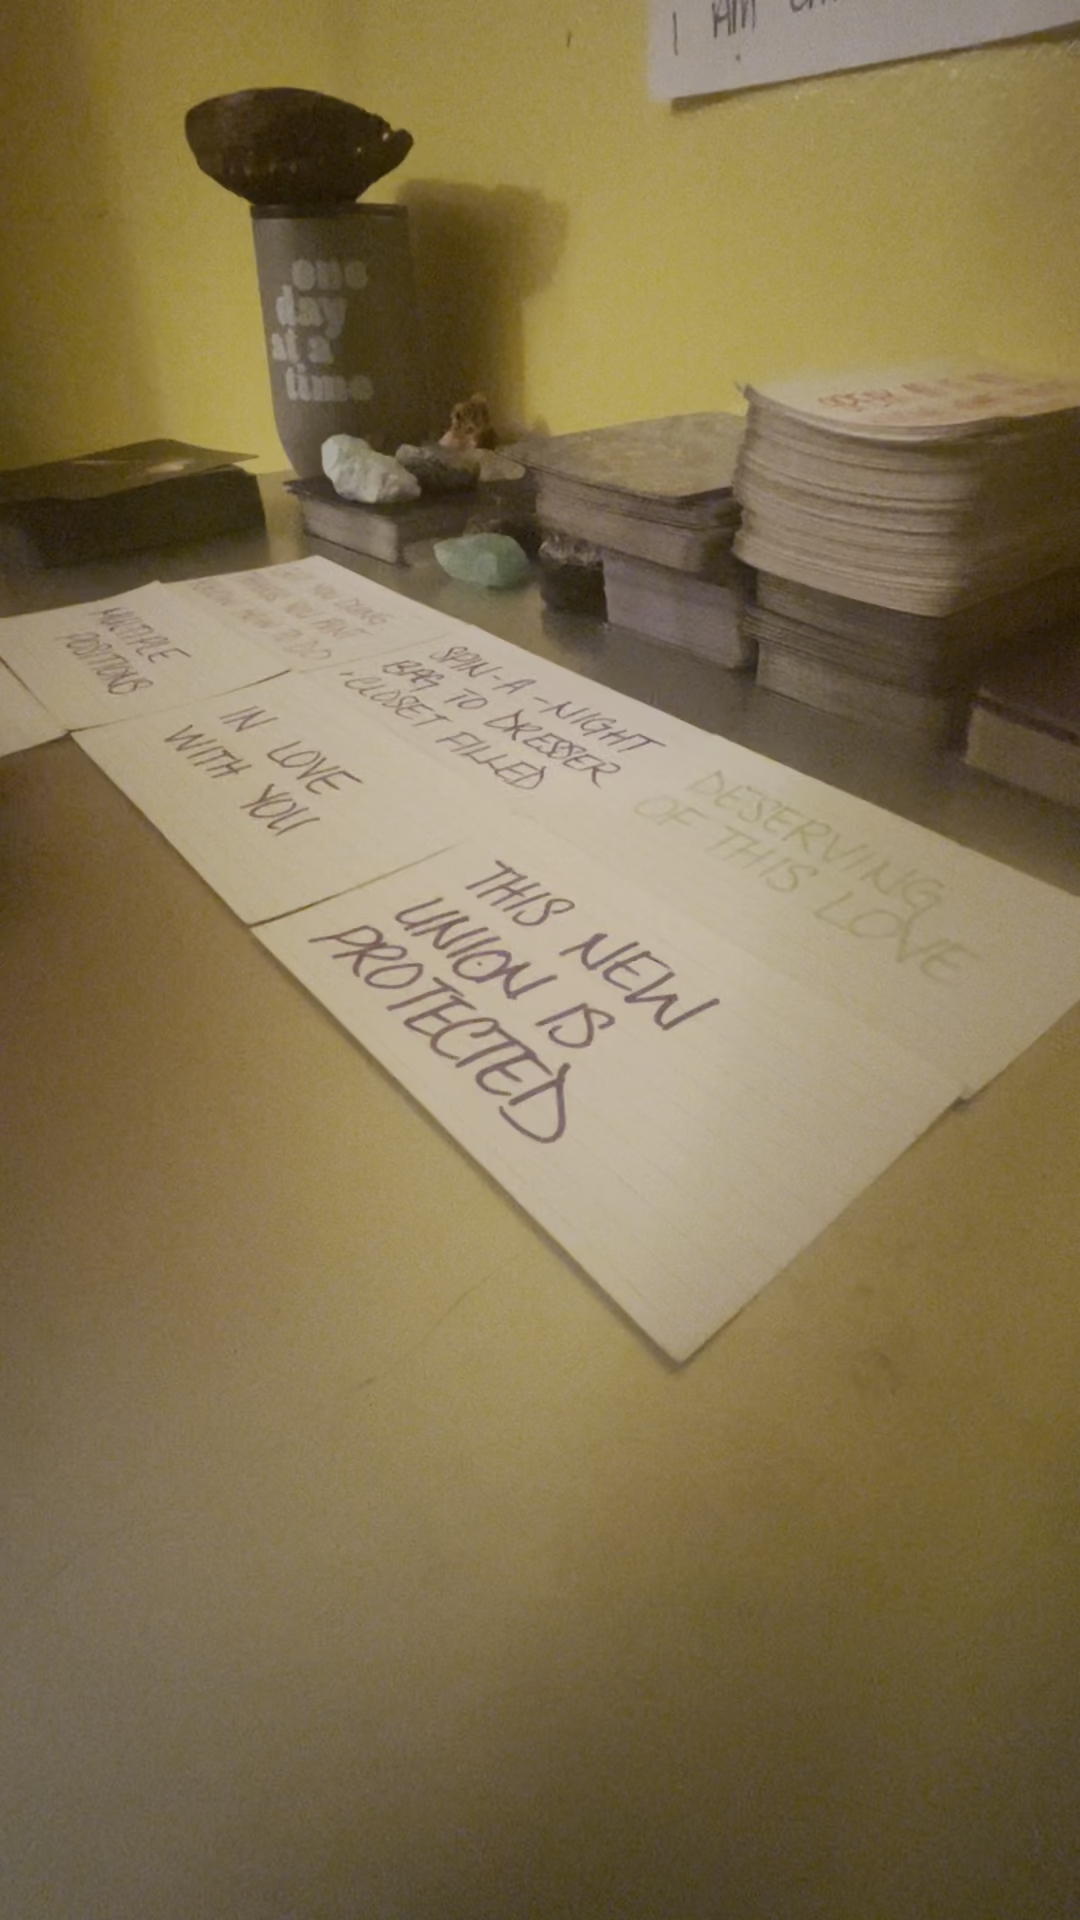 I AM
one
day
at a
time
MULTIPLE
POSITIONS
SPIN-A-NIGHT
BAG TO DRESSER
+CLOSET FILLED
IN LOVE
WITH YOU
DESERVING
OF THIS LOVE
THIS NEW
UNION IS
PROTECTED